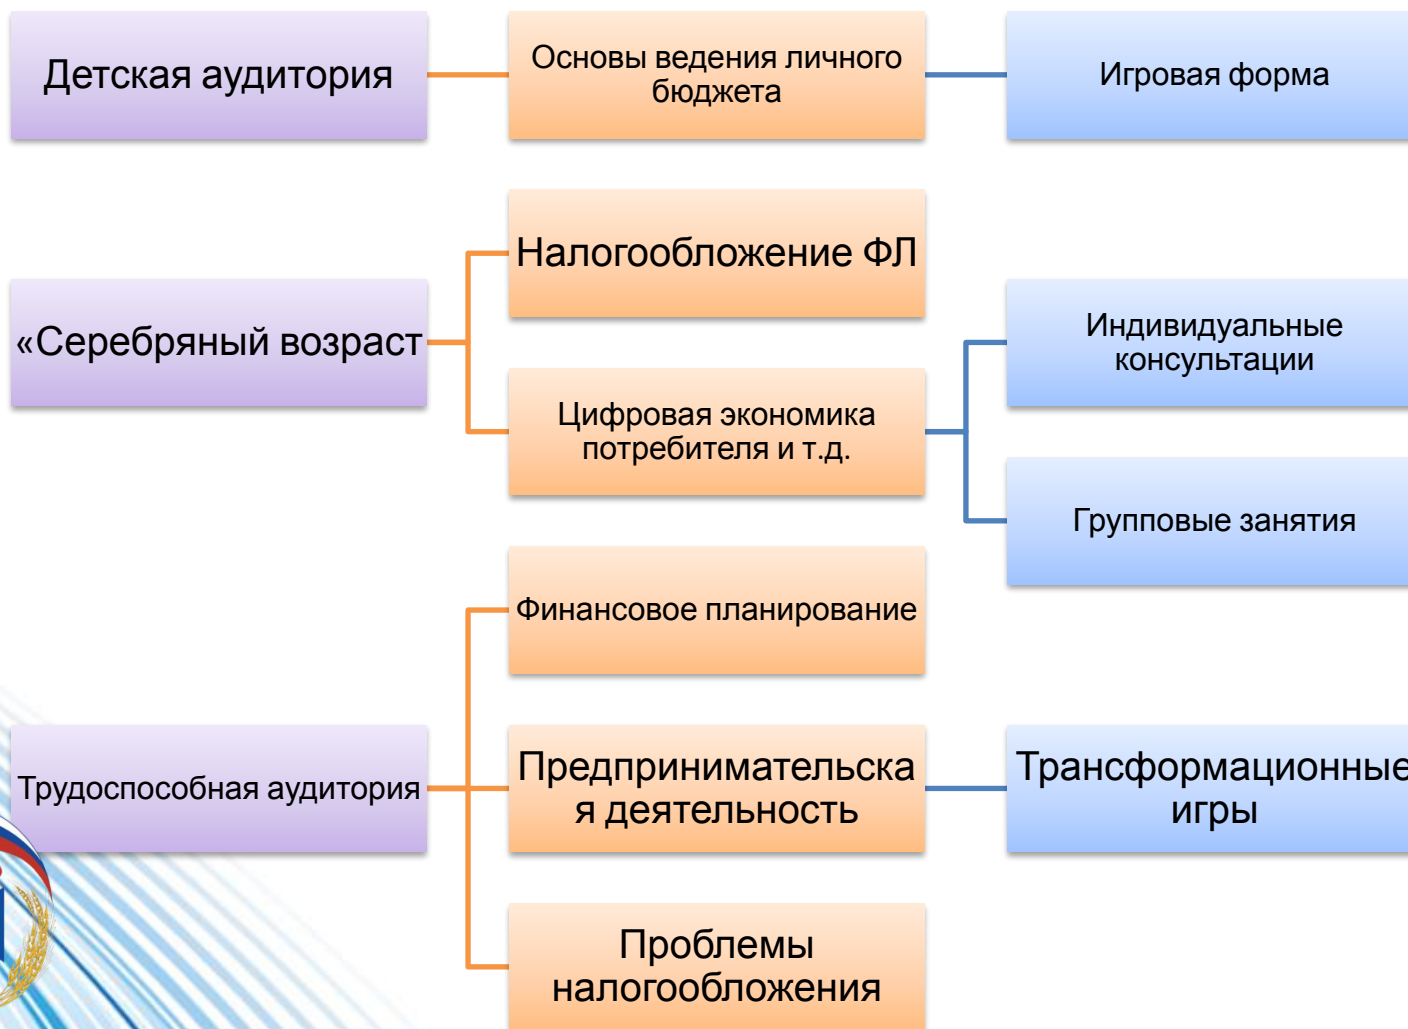 Детская аудитория
Основы ведения личного
бюджета
Игровая форма
Налогообложение ФЛ
«Серебряный возраст
Цифровая экономика
потребителя и т.д.
Индивидуальные
консультации
Групповые занятия
Финансовое планирование
Трудоспособная аудитория
Предпринимательска
я деятельность
Трансформационные
игры
Проблемы
налогообложения